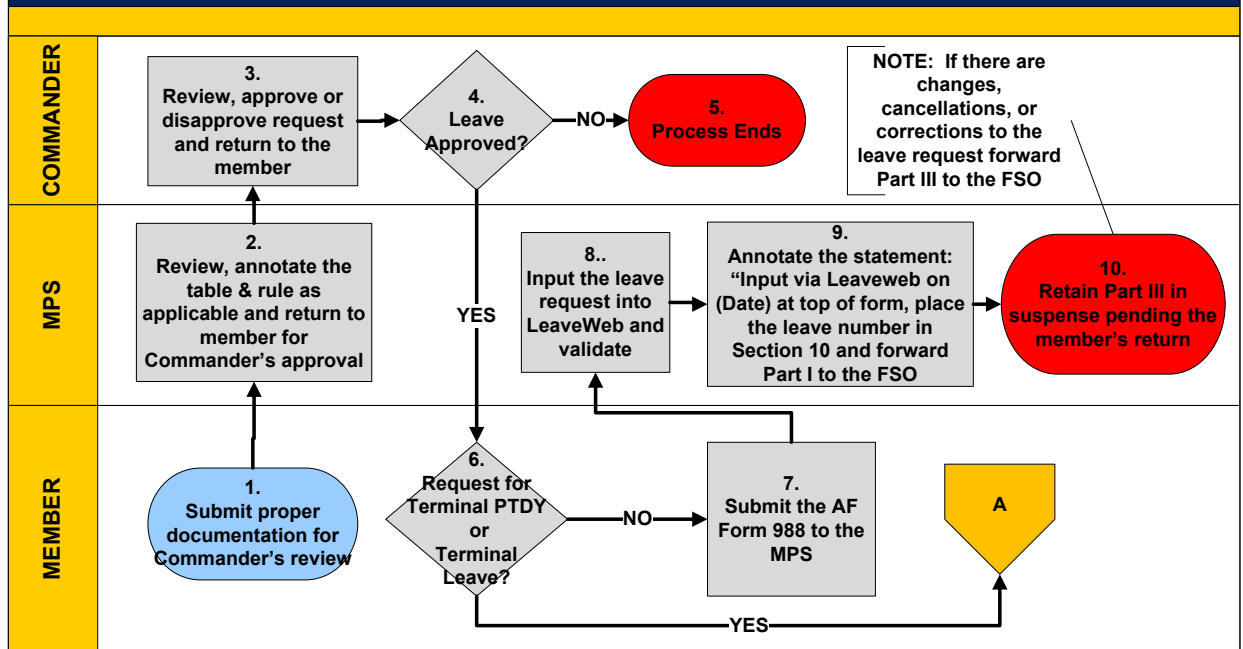 COMMANDER
3.
Review, approve or
disapprove request
and return to the
member
4.
Leave
Approved?
NO
5.
Process Ends
NOTE:  If there are
changes,
cancellations, or
corrections to the
leave request forward
Part III to the FSO
MPS
2.
Review, annotate the
table & rule as
applicable and return to
member for
Commander’s approval
YES
8..
Input the leave
request into
LeaveWeb and
validate
9.
Annotate the statement:
“Input via Leaveweb on
(Date) at top of form, place
the leave number in
Section 10 and forward
Part I to the FSO
10.
Retain Part III in
suspense pending the
member’s return
MEMBER
1.
Submit proper
documentation for
Commander’s review
6.
Request for
Terminal PTDY
or
Terminal
Leave?
NO
7.
Submit the AF
Form 988 to the
MPS
A
YES